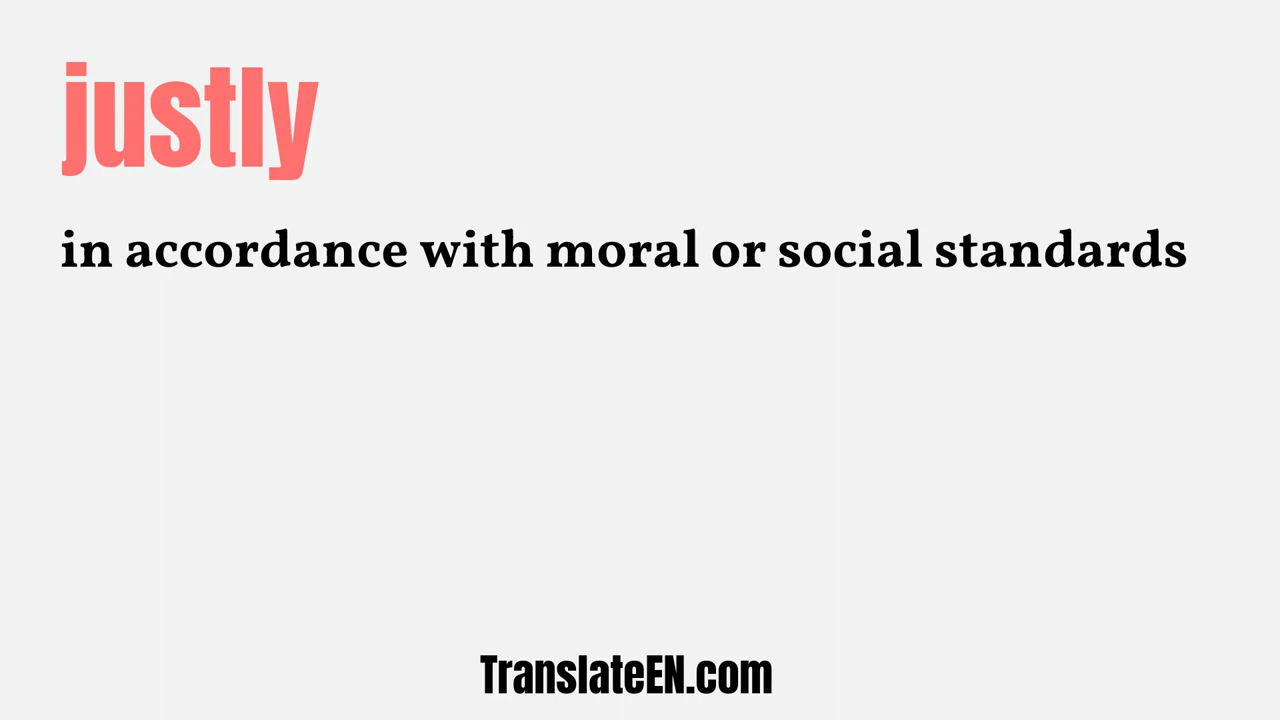 justly
in accordance with moral or social standards
TranslateEN.com